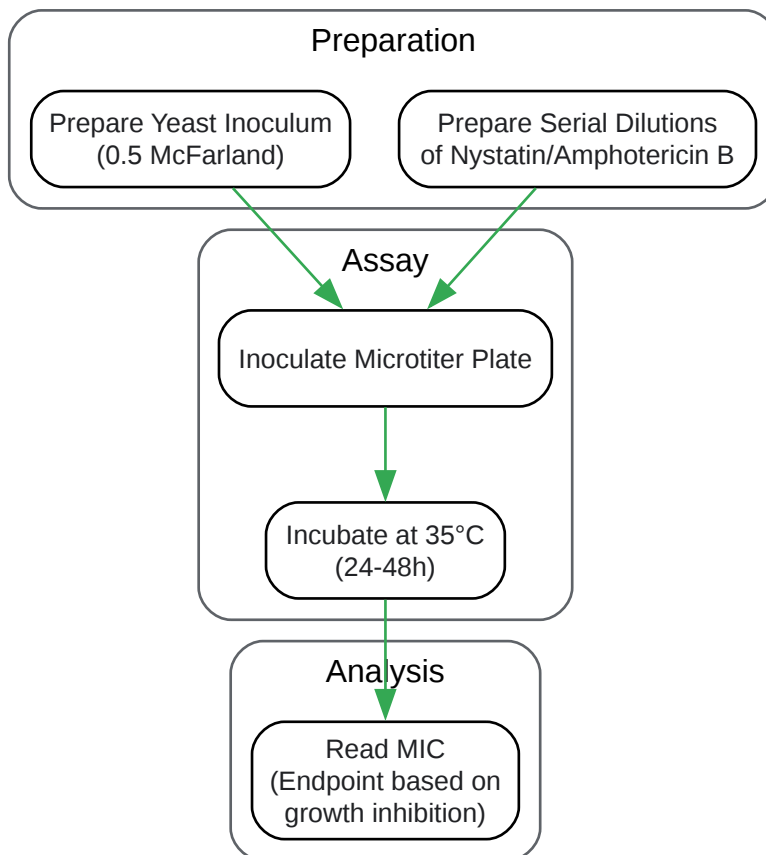 Preparation
Prepare Yeast Inoculum
(0.5 McFarland)
Prepare Serial Dilutions
of Nystatin/Amphotericin B
Assay
Inoculate Microtiter Plate
Incubate at 35°C
(24-48h)
Analysis
Read MIC
(Endpoint based on
growth inhibition)